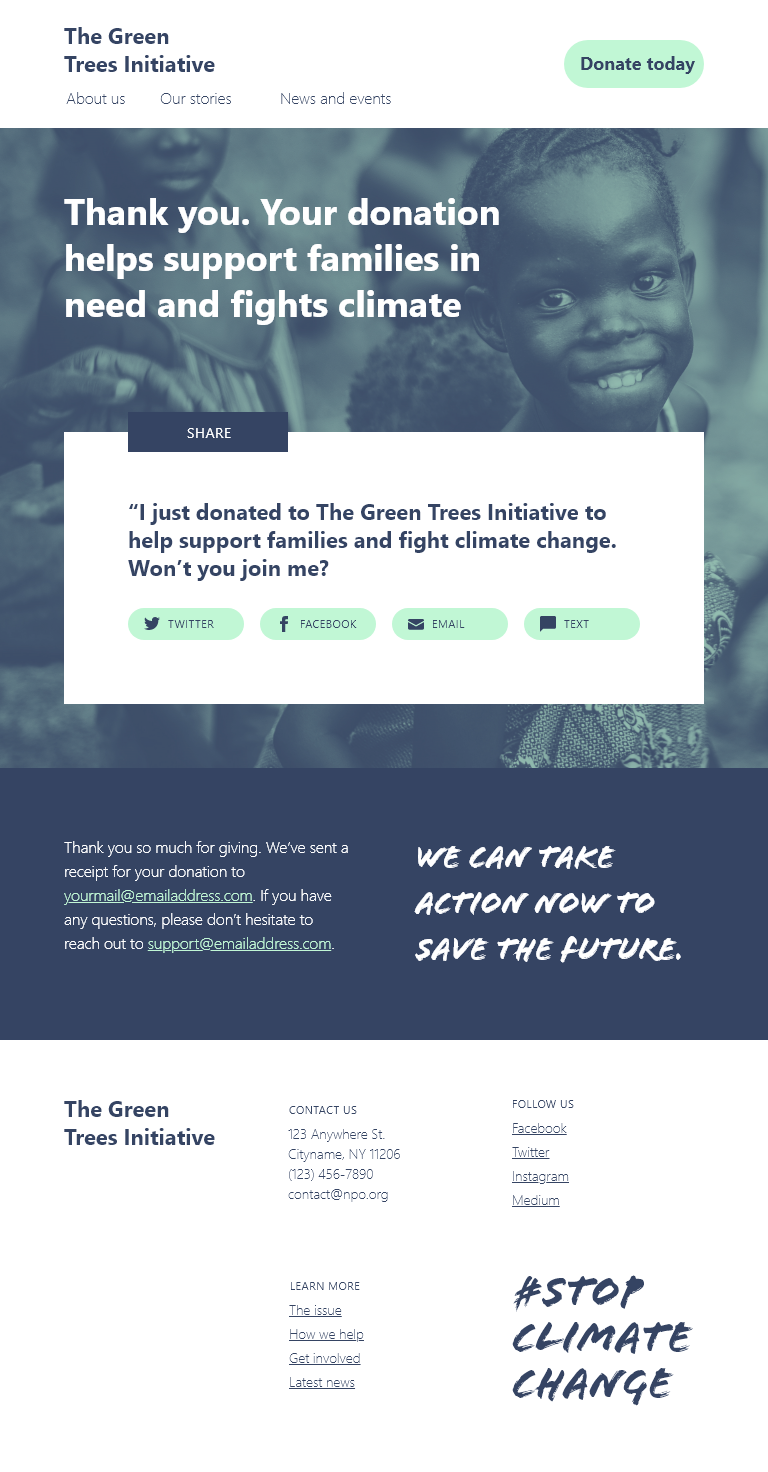 The Green
Trees Initiative
Donate today
About us
Our stories
News and events
Thank you. Your donation
helps support families in
need and fights climate
SHARE
“I just donated to The Green Trees Initiative to
help support families and fight climate change.
Won’t you join me?
TWITTER
FACEBOOK
EMAIL
TEXT
Thank you so much for giving. We’ve sent a
receipt for your donation to
yourmail@emailaddress.com. If you have
any questions, please don’t hesitate to
reach out to support@emailaddress.com.
WE CAN TAKE
ACTION NOW TO
SAVE THE FUTURE.
The Green
Trees Initiative
CONTACT US
123 Anywhere St.
Cityname, NY 11206
(123) 456-7890
contact@npo.org
FOLLOW US
Facebook
Twitter
Instagram
Medium
LEARN MORE
The issue
How we help
Get involved
Latest news
#STOP
CLIMATE
CHANGE